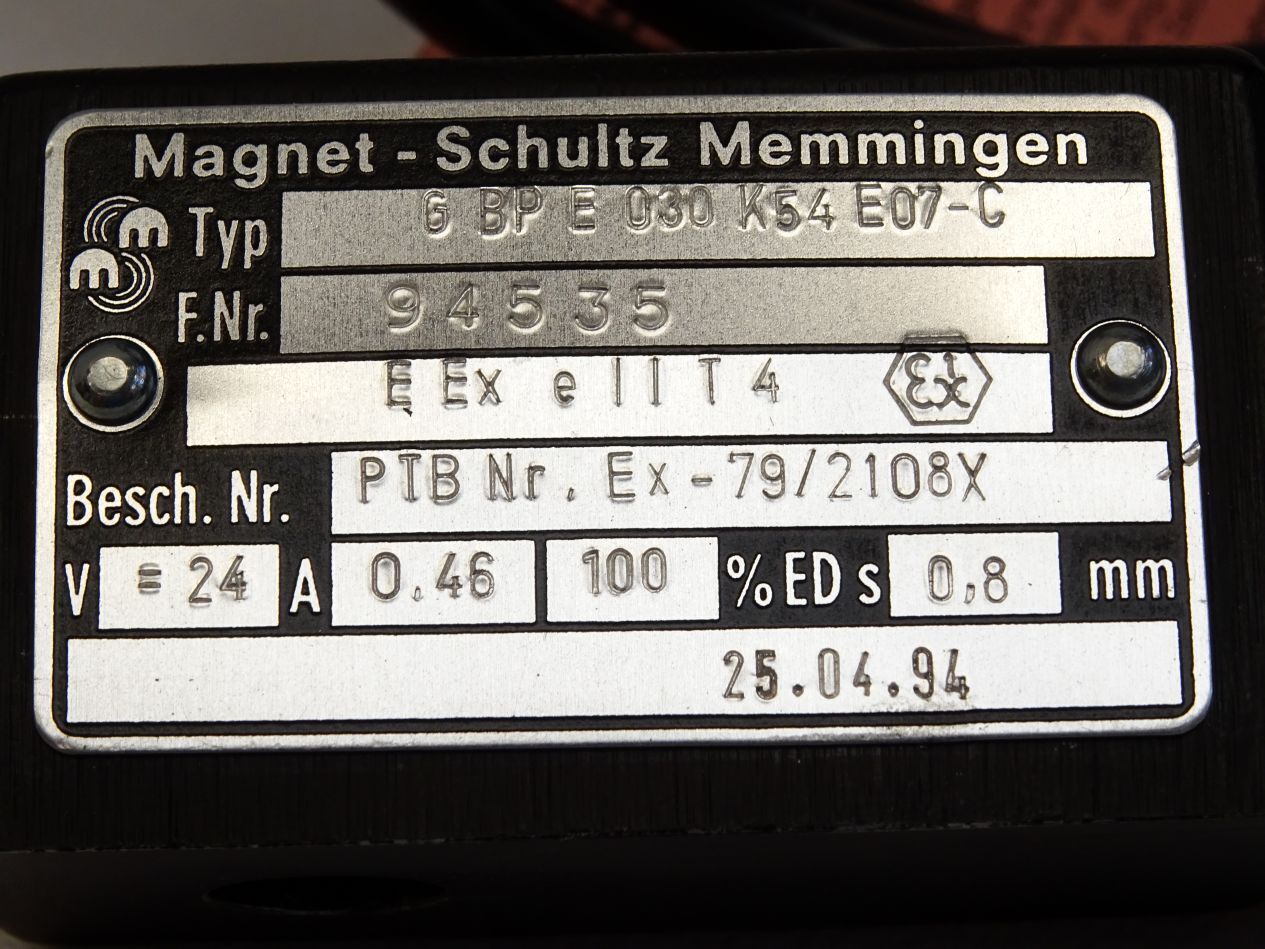 Magnet - Schultz Memmingen
Typ G BP E 030 K54 E07-C
F.Nr. 94535
E Ex e II T 4 εx
Besch. Nr. PTB Nr. Ex-79/2108X
V = 24 A 0.46 100 % ED s 0,8 mm
25.04.94